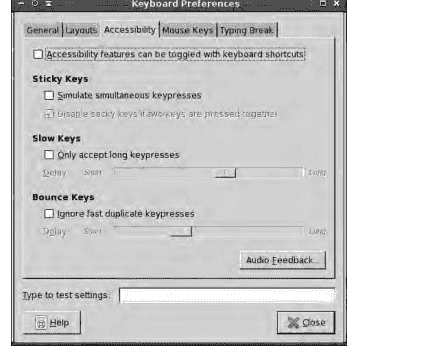 Keyboard Preferences
General Layouts Accessibility Mouse Keys Typing Break
Accessibility features can be toggled with keyboard shortcuts
Sticky Keys
Simulate simultaneous keypresses
Disable sticky keys if two keys are pressed together
Slow Keys
Only accept long keypresses
Delay: Short Long
Bounce Keys
Ignore fast duplicate keypresses
Delay: Short Long
Audio Feedback...
Type to test settings:
Help Close